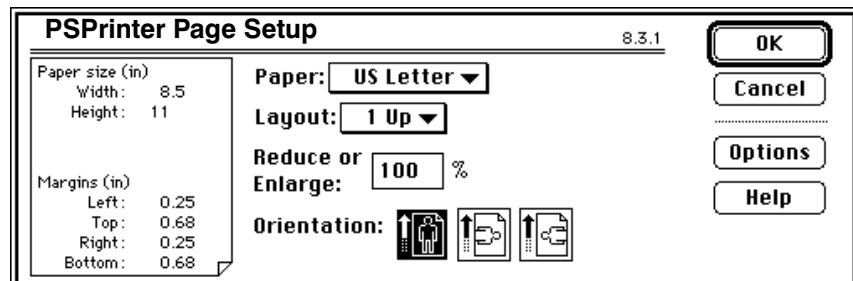 PSPrinter Page Setup
8.3.1
OK
Paper size (in)
Width: 8.5
Height: 11
Margins (in)
Left: 0.25
Top: 0.68
Right: 0.25
Bottom: 0.68
Paper: US Letter
Layout: 1 Up
Reduce or
Enlarge: 100 %
Orientation:
Cancel
Options
Help